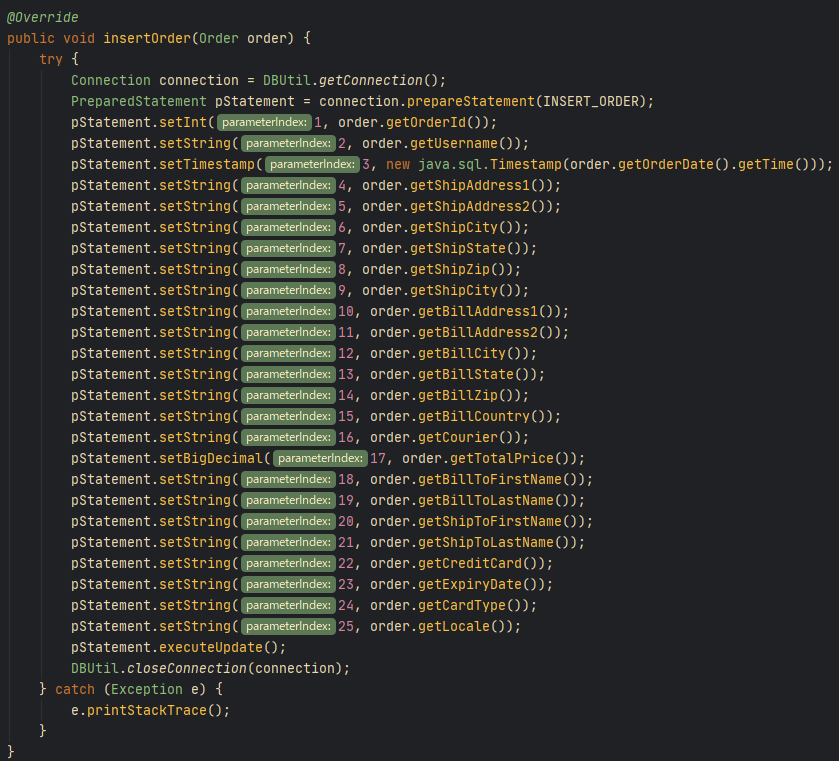 @Override
public void insertOrder(Order order) {
try {
Connection connection = DBUtil.getConnection();
PreparedStatement pStatement = connection.prepareStatement(INSERT_ORDER);
pStatement.setInt( parameterIndex: 1, order.getOrderId());
pStatement.setString( parameterIndex: 2, order.getUsername());
pStatement.setTimestamp( parameterIndex: 3, new java.sql.Timestamp(order.getOrderDate().getTime()));
pStatement.setString( parameterIndex: 4, order.getShipAddress1());
pStatement.setString( parameterIndex: 5, order.getShipAddress2());
pStatement.setString( parameterIndex: 6, order.getShipCity());
pStatement.setString( parameterIndex: 7, order.getShipState());
pStatement.setString( parameterIndex: 8, order.getShipZip());
pStatement.setString( parameterIndex: 9, order.getShipCity());
pStatement.setString( parameterIndex: 10, order.getBillAddress1());
pStatement.setString( parameterIndex: 11, order.getBillAddress2());
pStatement.setString( parameterIndex: 12, order.getBillCity());
pStatement.setString( parameterIndex: 13, order.getBillState());
pStatement.setString( parameterIndex: 14, order.getBillZip());
pStatement.setString( parameterIndex: 15, order.getBillCountry());
pStatement.setString( parameterIndex: 16, order.getCourier());
pStatement.setBigDecimal( parameterIndex: 17, order.getTotalPrice());
pStatement.setString( parameterIndex: 18, order.getBillToFirstName());
pStatement.setString( parameterIndex: 19, order.getBillToLastName());
pStatement.setString( parameterIndex: 20, order.getShipToFirstName());
pStatement.setString( parameterIndex: 21, order.getShipToLastName());
pStatement.setString( parameterIndex: 22, order.getCreditCard());
pStatement.setString( parameterIndex: 23, order.getExpiryDate());
pStatement.setString( parameterIndex: 24, order.getCardType());
pStatement.setString( parameterIndex: 25, order.getLocale());
pStatement.executeUpdate();
DBUtil.closeConnection(connection);
} catch (Exception e) {
e.printStackTrace();
}
}